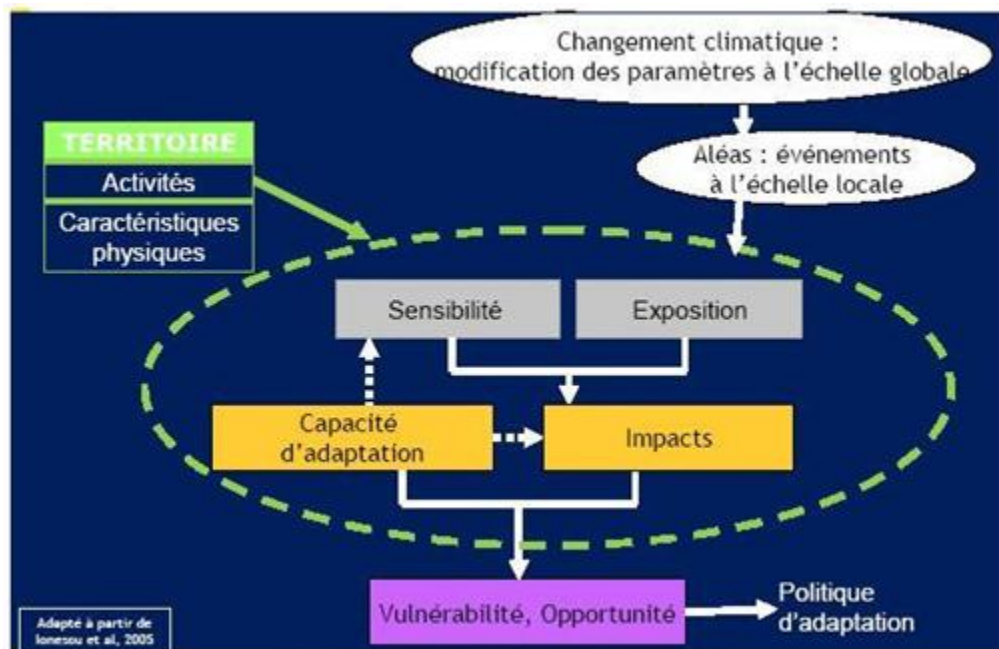 Changement climatique :
modification des paramètres à l'échelle globale
TERRITOIRE
Activités
Caractéristiques
physiques
Aléas : événements
à l'échelle locale
Sensibilité
Exposition
Capacité
d'adaptation
Impacts
Vulnérabilité, Opportunité
Politique
d'adaptation
Adapté à partir de
Ionesou et al, 2005